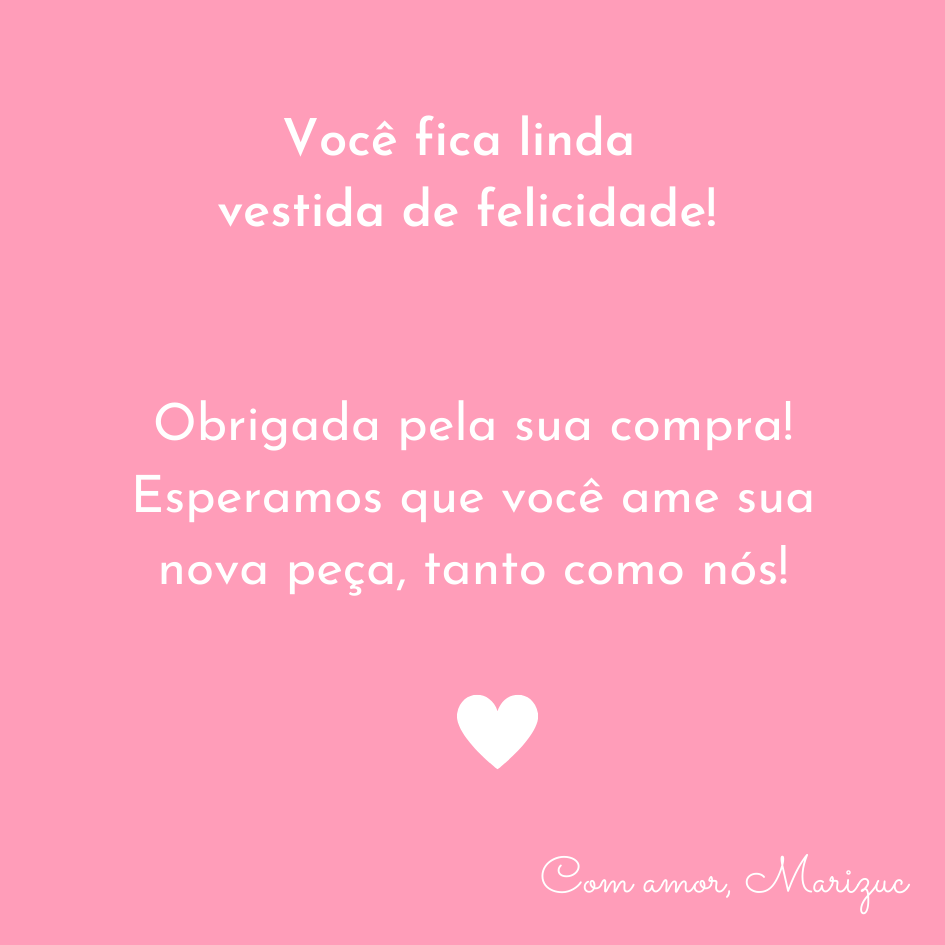 Você fica linda
vestida de felicidade!
Obrigada pela sua compra!
Esperamos que você ame sua
nova peça, tanto como nós!
Com amor, Marizuc